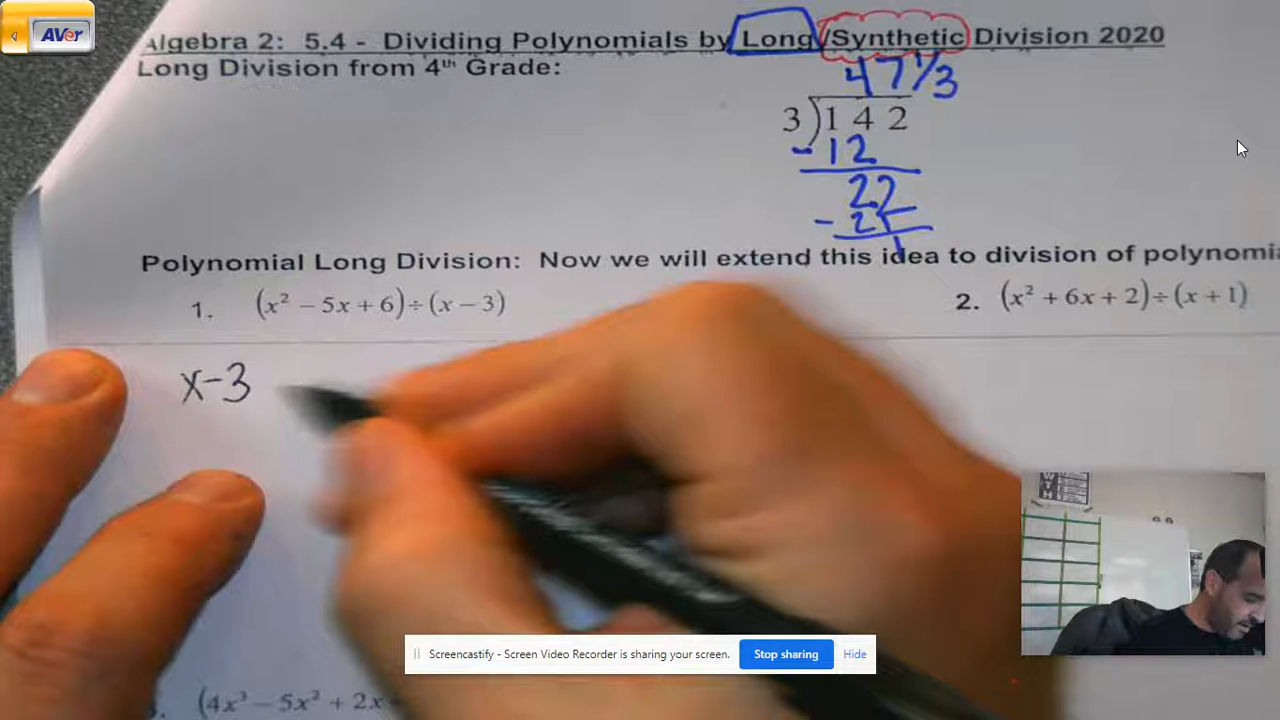 AVer
Algebra 2: 5.4 - Dividing Polynomials by Long/Synthetic Division 2020
Long Division from 4th Grade:
47 1/3
3)142
-12
22
-21
1
Polynomial Long Division: Now we will extend this idea to division of
1. (x² − 5x + 6) ÷ (x − 3)
2. (x² + 6x + 2) ÷ (x + 1)
x-3
Screencastify - Screen Video Recorder is sharing your screen. Stop sharing Hide
(4x³ − 5x² + 2x